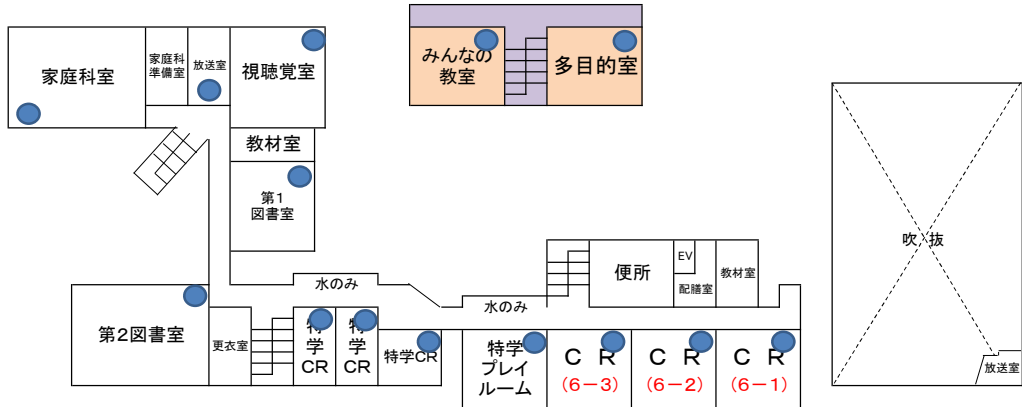 家庭科室
家庭科
準備室
放送室
視聴覚室
みんなの
教室
多目的室
教材室
第1
図書室
吹 抜
便所
EV
配膳室
教材室
水のみ
水のみ
第2図書室
更衣室
特
学
CR
特
学
CR
特学CR
特学
プレイ
ルーム
C R
(6-3)
C R
(6-2)
C R
(6-1)
放送室